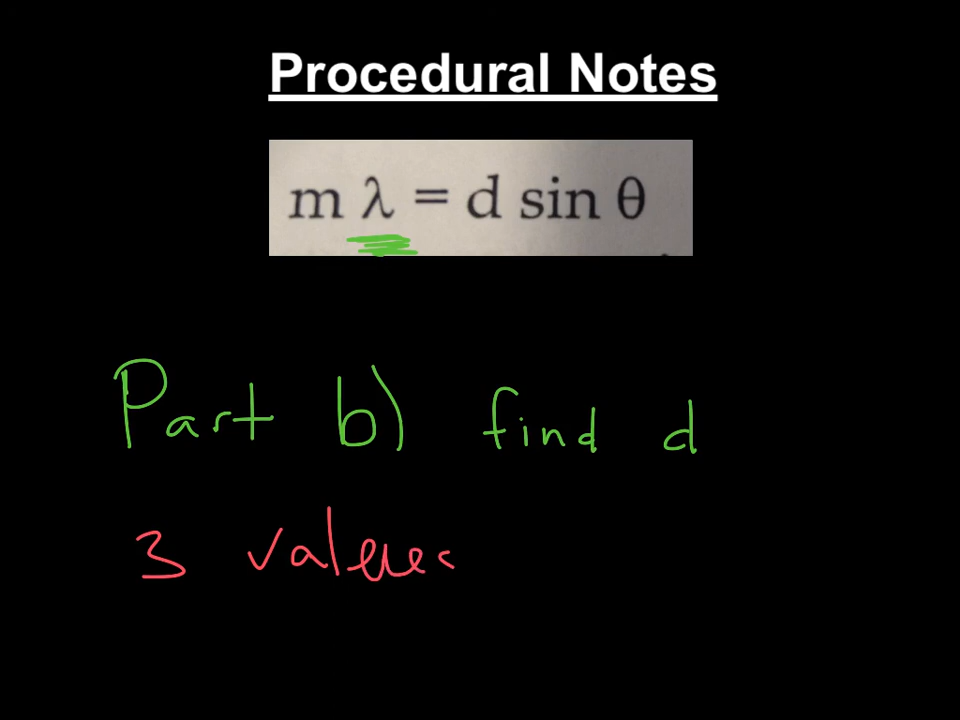 Procedural Notes
m λ = d sin θ
Part b) find d
3 values